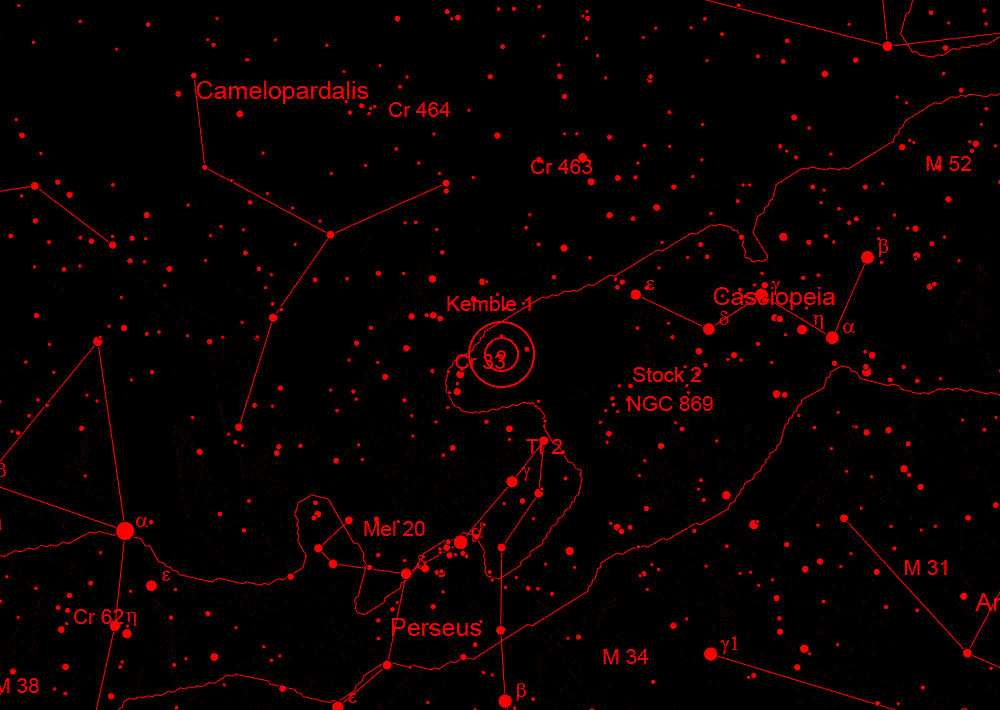 Camelopardalis
Cr 464
Cr 463
M 52
β
ε
γ
Cassiopeia
Kemble 1
δ
η
α
Cr 33
Stock 2
NGC 869
Tr 2
γ
α
Mel 20
α
δ
ε
M 31
Cr 62
η
Perseus
γ1
M 34
M 38
β
ε